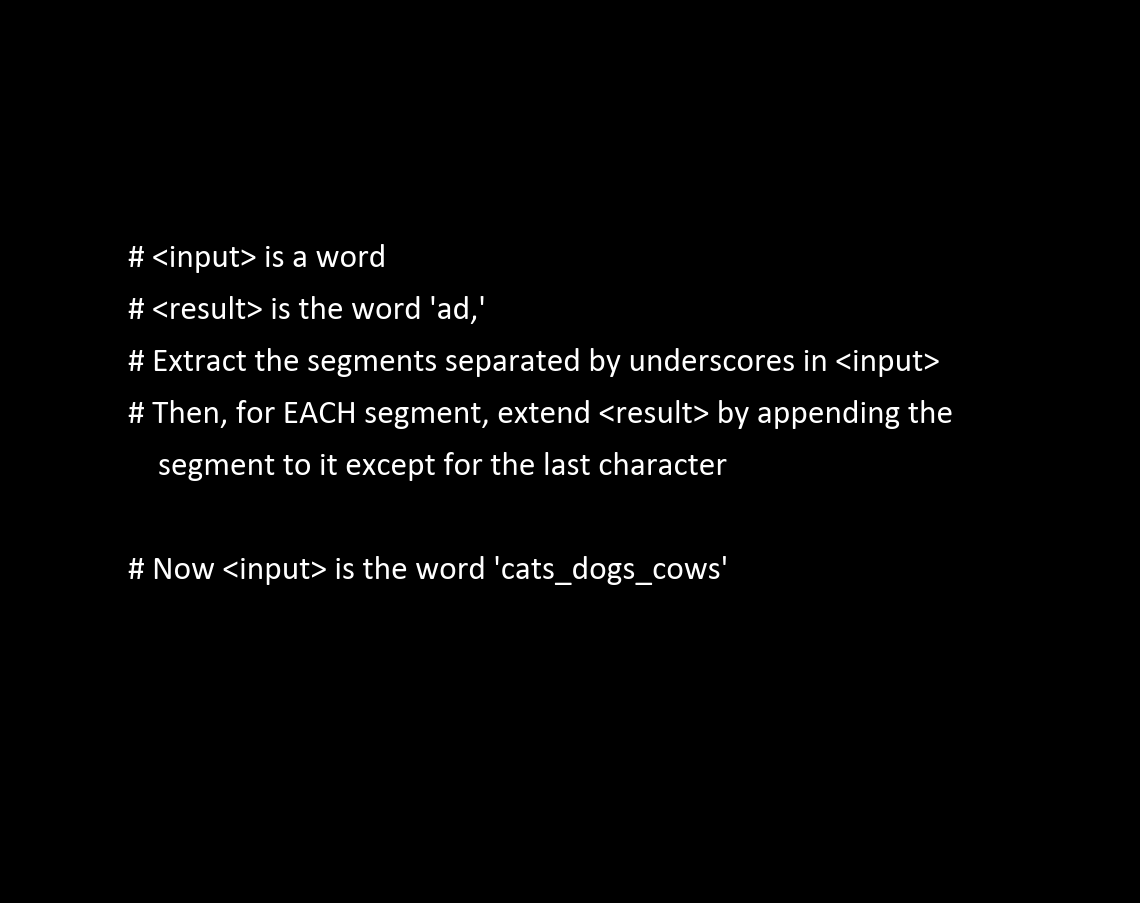 # <input> is a word
# <result> is the word 'ad,'
# Extract the segments separated by underscores in <input>
# Then, for EACH segment, extend <result> by appending the
segment to it except for the last character
# Now <input> is the word 'cats_dogs_cows'